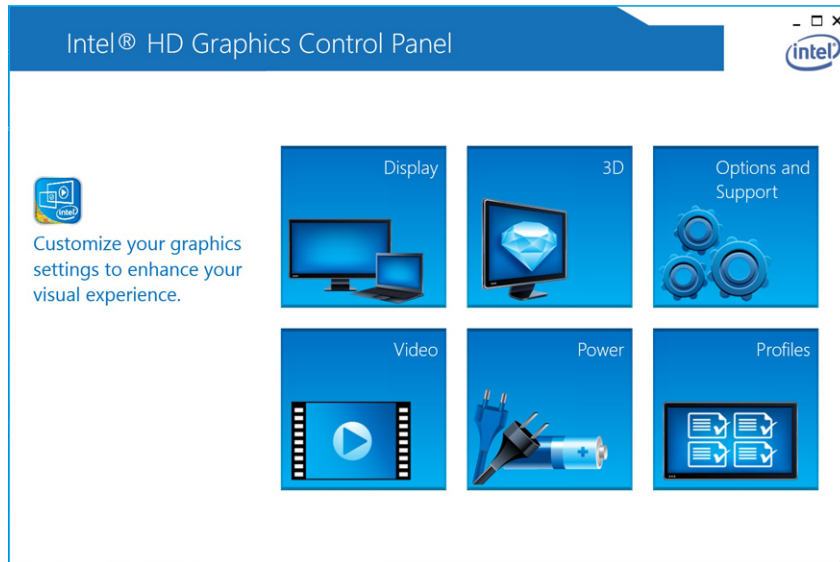 Intel® HD Graphics Control Panel
intel
Display
3D
Options and
Support
intel
Customize your graphics
settings to enhance your
visual experience.
Video
Power
Profiles